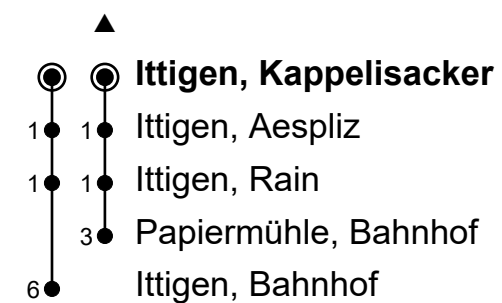 ▲
Ittigen, Kappelisacker
1 1 Ittigen, Aespliz
1 1 Ittigen, Rain
3 Papiermühle, Bahnhof
6 Ittigen, Bahnhof